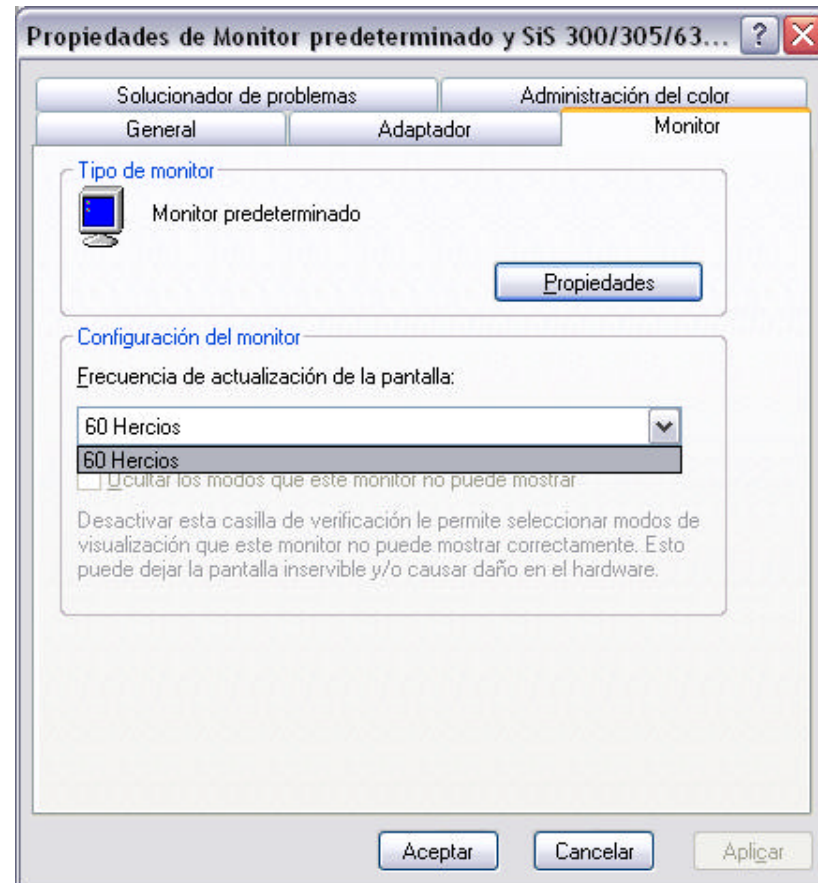 Propiedades de Monitor predeterminado y SiS 300/305/63...
Solucionador de problemas
Administración del color
General
Adaptador
Monitor
Tipo de monitor
Monitor predeterminado
Propiedades
Configuración del monitor
Frecuencia de actualización de la pantalla:
60 Hercios
60 Hercios
Ocultar los modos que este monitor no puede mostrar
Desactivar esta casilla de verificación le permite seleccionar modos de
visualización que este monitor no puede mostrar correctamente. Esto
puede dejar la pantalla inservible y/o causar daño en el hardware.
Aceptar
Cancelar
Aplicar